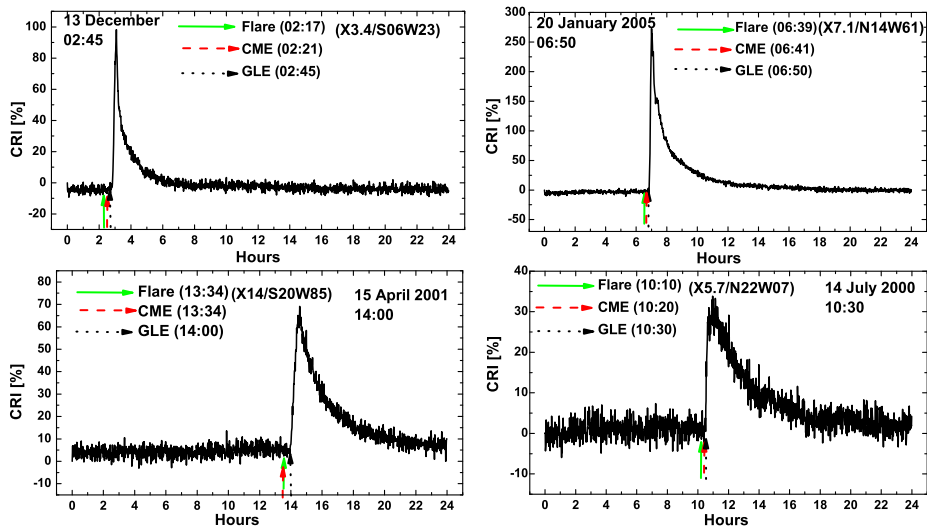 13 December
02:45
Flare (02:17) (X3.4/S06W23)
CME (02:21)
GLE (02:45)
CRI [%]
100
80
60
40
20
0
-20
0 2 4 6 8 10 12 14 16 18 20 22 24
Hours
20 January 2005
06:50
Flare (06:39)(X7.1/N14W61)
CME (06:41)
GLE (06:50)
CRI [%]
300
250
200
150
100
50
0
-50
0 2 4 6 8 10 12 14 16 18 20 22 24
Hours
Flare (13:34) (X14/S20W85)
CME (13:34)
GLE (14:00)
15 April 2001
14:00
CRI [%]
80
70
60
50
40
30
20
10
0
-10
0 2 4 6 8 10 12 14 16 18 20 22 24
Hours
Flare (10:10) (X5.7/N22W07)
CME (10:20)
GLE (10:30)
14 July 2000
10:30
CRI [%]
40
30
20
10
0
-10
0 2 4 6 8 10 12 14 16 18 20 22 24
Hours